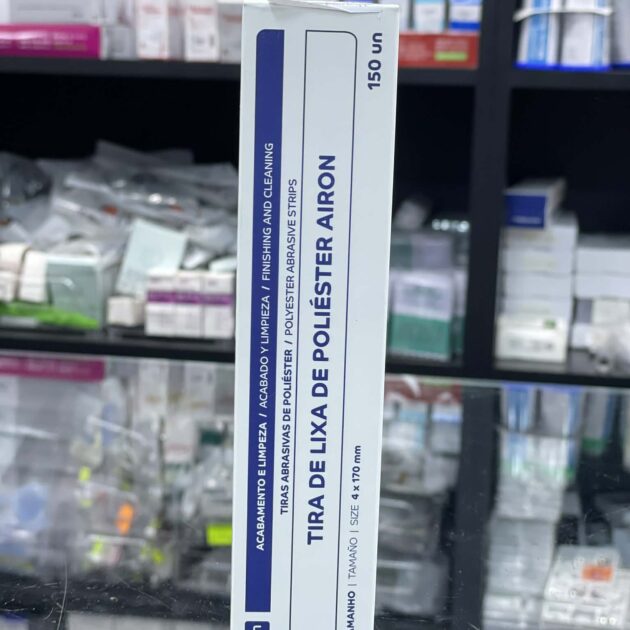 ACABAMENTO E LIMPEZA / ACABADO Y LIMPIEZA / FINISHING AND CLEANING
TIRAS ABRASIVAS DE POLIÉSTER / POLYESTER ABRASIVE STRIPS
TIRA DE LIXA DE POLIÉSTER AIRON
TAMAÑO | SIZE 4 x 170 mm
150 un